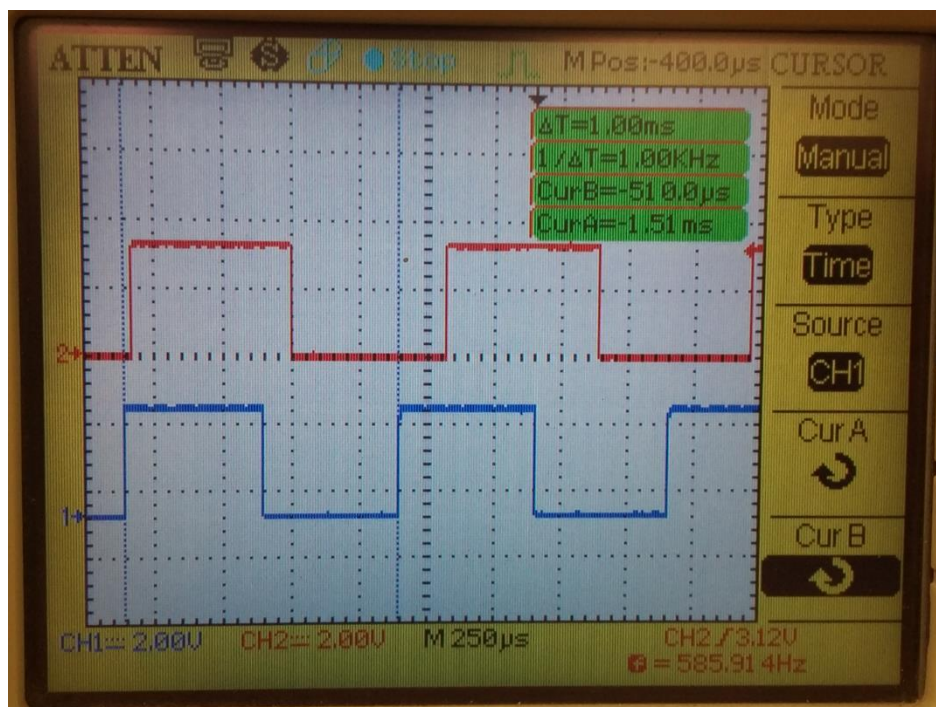 ATTEN Stop M Pos:-400.0µs CURSOR
Mode
Manual
Type
Time
Source
CH1
Cur A
Cur B
ΔT=1.00ms
1/ΔT=1.00KHz
CurB=-510.0µs
CurA=-1.51ms
2
1
CH1 2.00V CH2 2.00V M 250µs CH2 3.12V
f = 585.914Hz